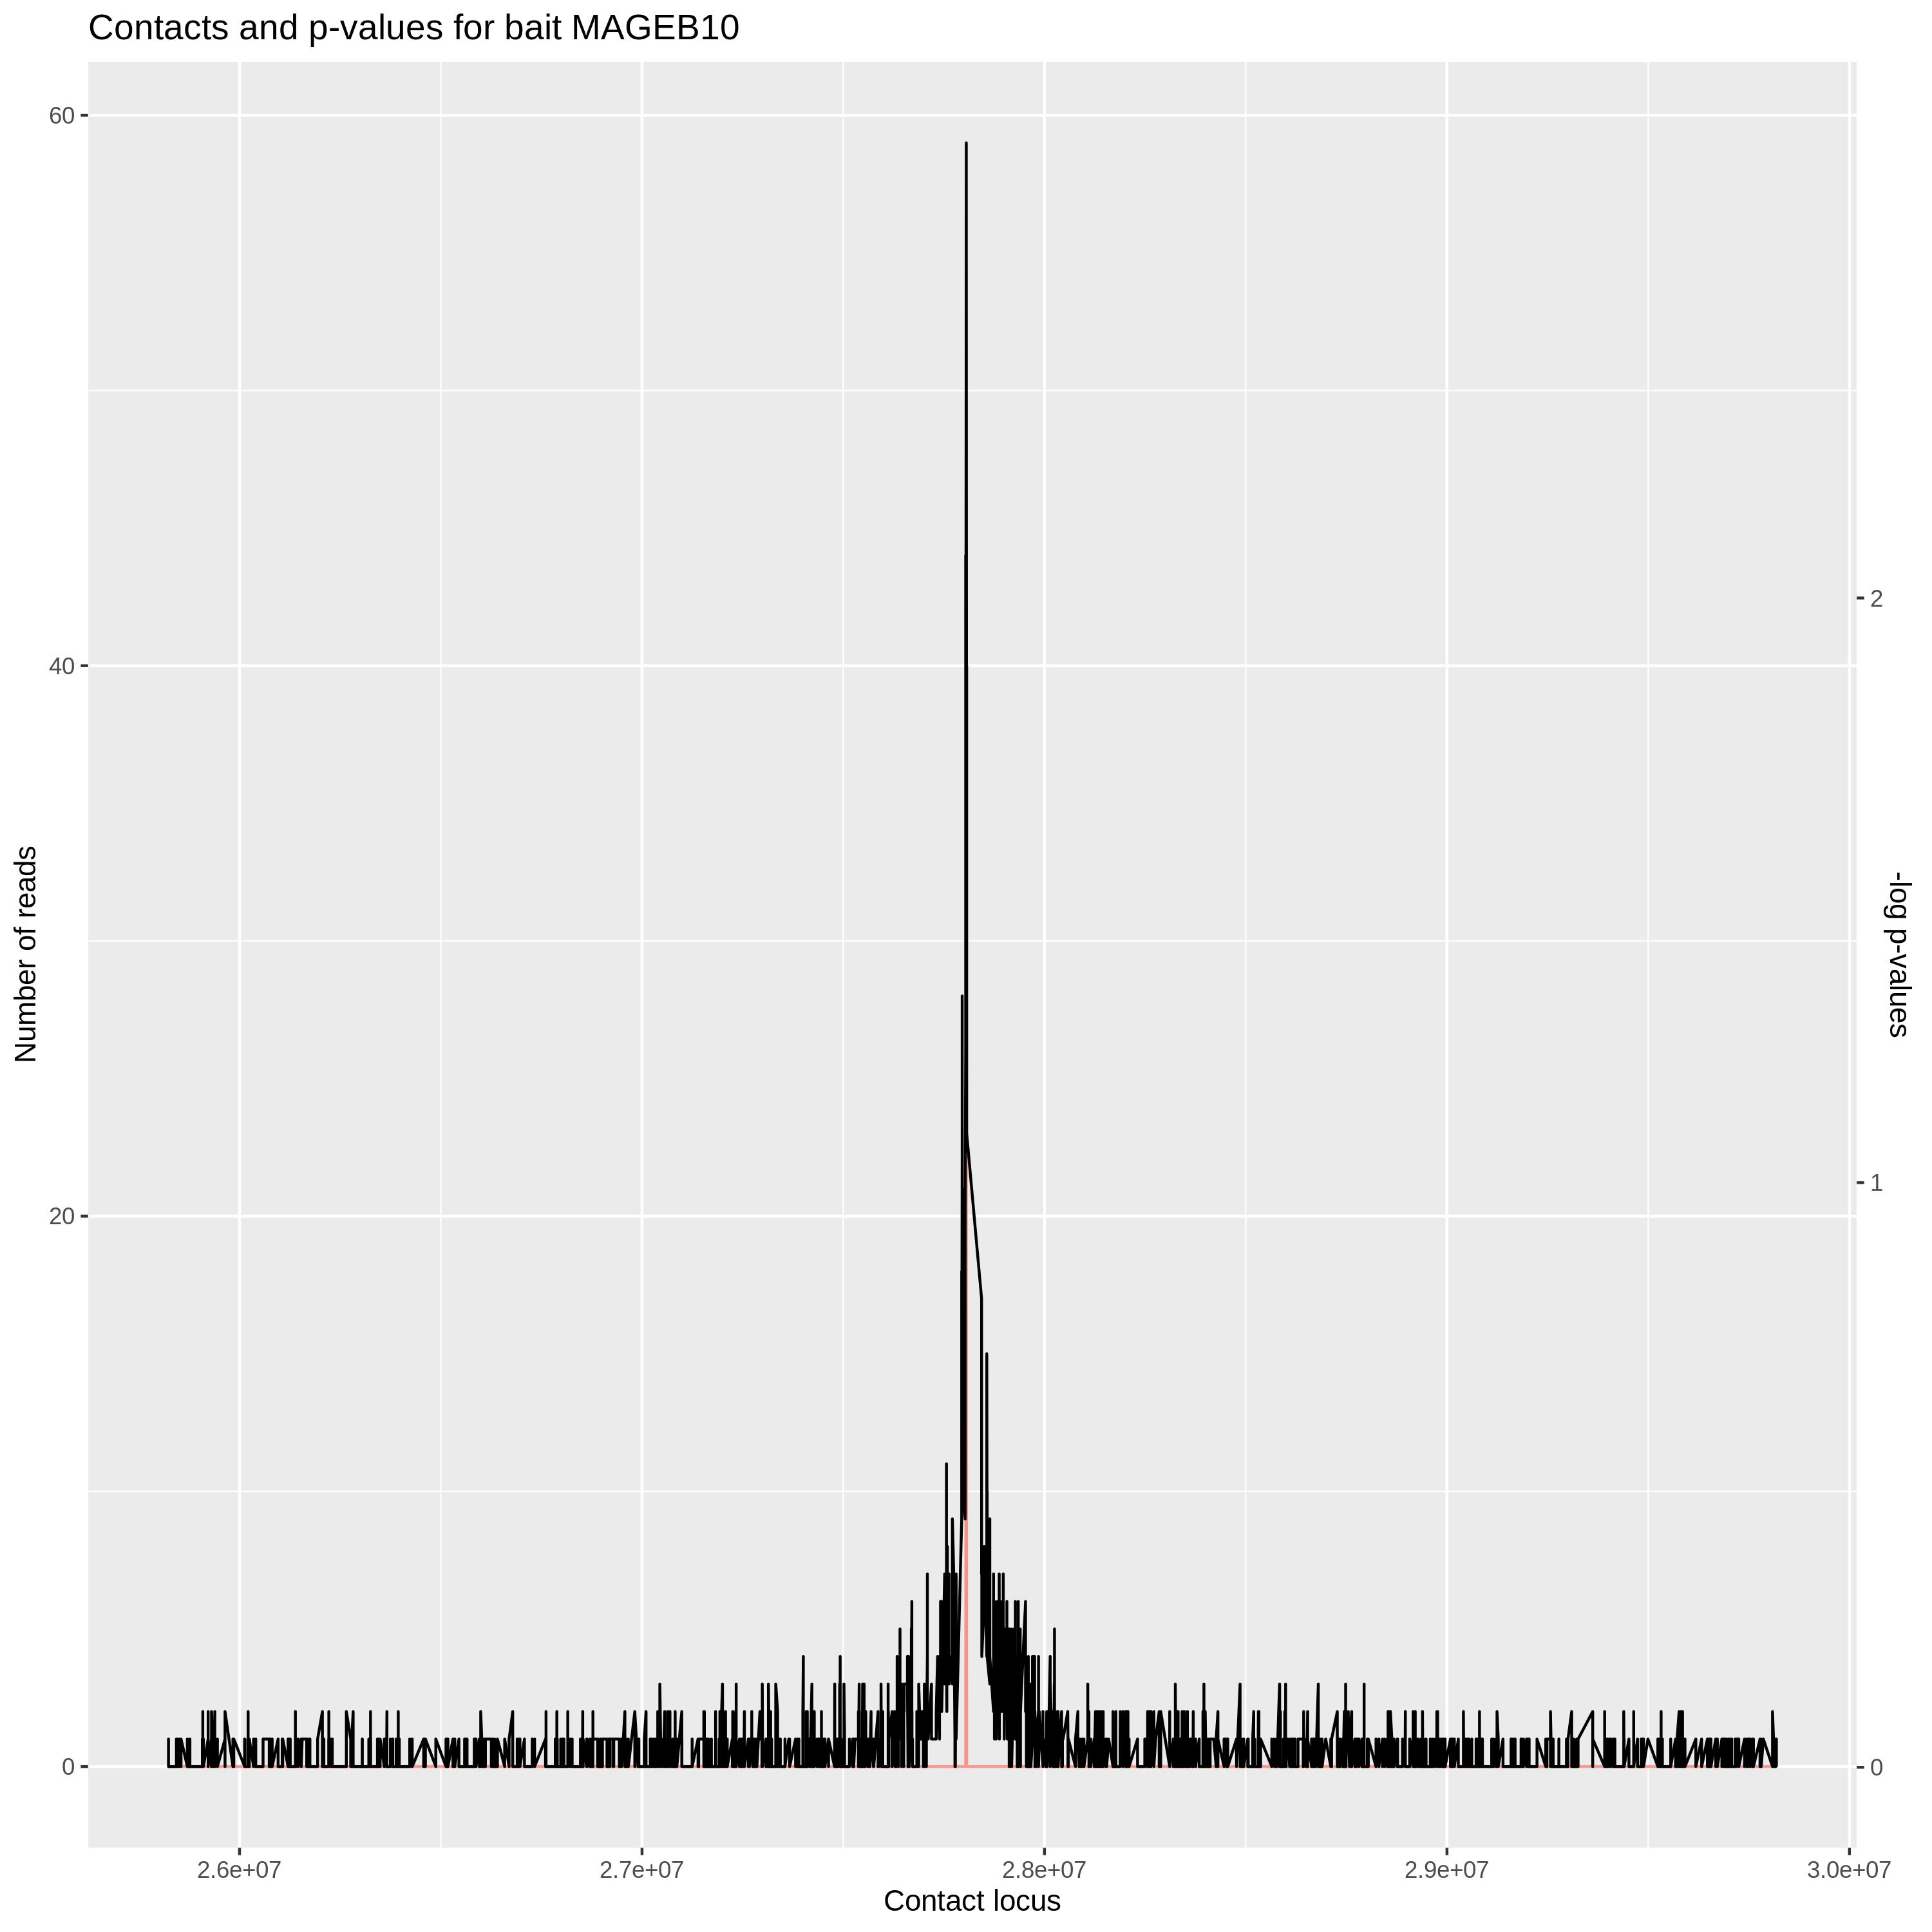 Contacts and p-values for bait MAGEB10
60
40
20
0
Number of reads
2
1
0
-log p-values
2.6e+07
2.7e+07
2.8e+07
2.9e+07
3.0e+07
Contact locus